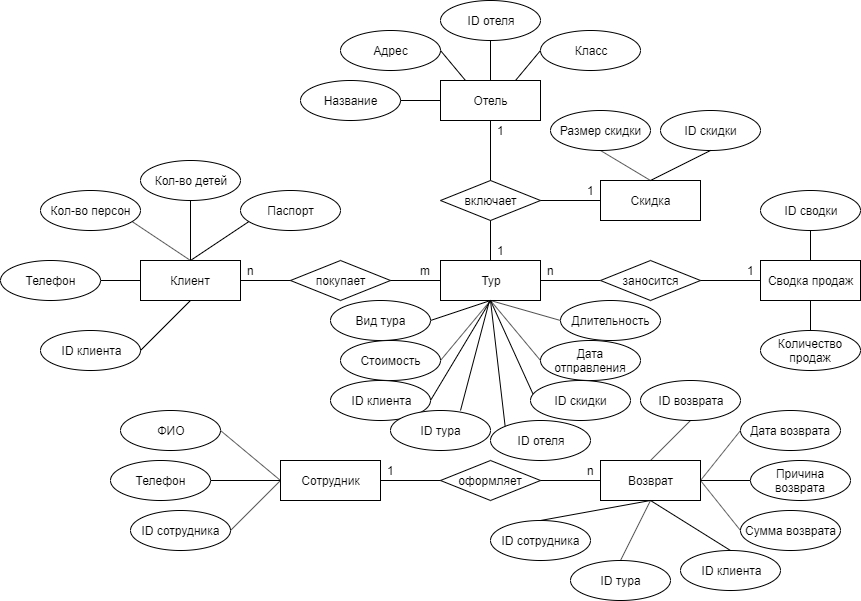 ID отеля
Адрес
Класс
Название
Отель
1
Размер скидки
ID скидки
Кол-во детей
включает
1
Скидка
Кол-во персон
Паспорт
ID сводки
1
Телефон
Клиент
n
покупает
m
Тур
n
заносится
1
Сводка продаж
Вид тура
Длительность
ID клиента
Стоимость
Дата
отправления
Количество
продаж
ID клиента
ID скидки
ID возврата
ID тура
ID отеля
ФИО
Дата возврата
Телефон
Сотрудник
1
оформляет
n
Возврат
Причина
возврата
ID сотрудника
Сумма возврата
ID сотрудника
ID тура
ID клиента